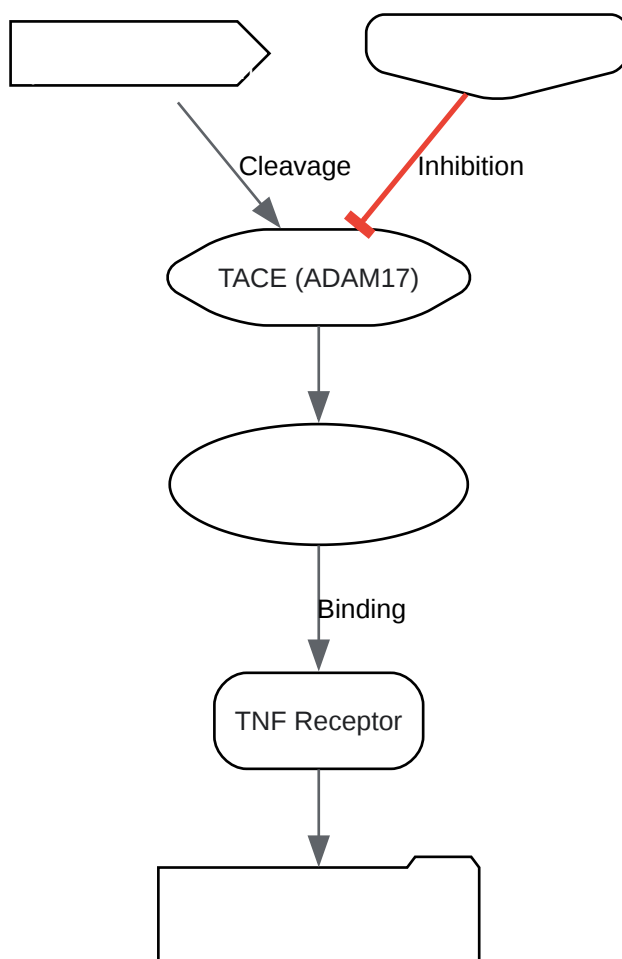 Cleavage
Inhibition
TACE (ADAM17)
Binding
TNF Receptor